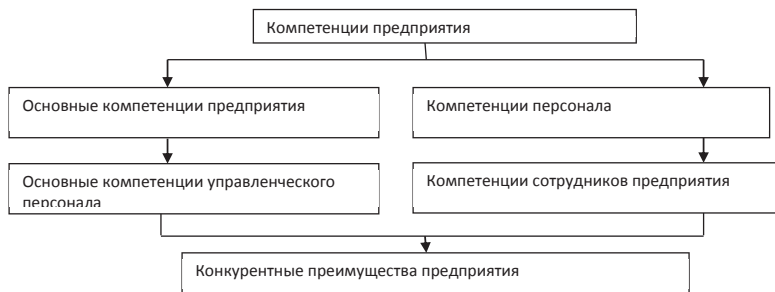 Компетенции предприятия
Основные компетенции предприятия
Компетенции персонала
Основные компетенции управленческого
персонала
Компетенции сотрудников предприятия
Конкурентные преимущества предприятия